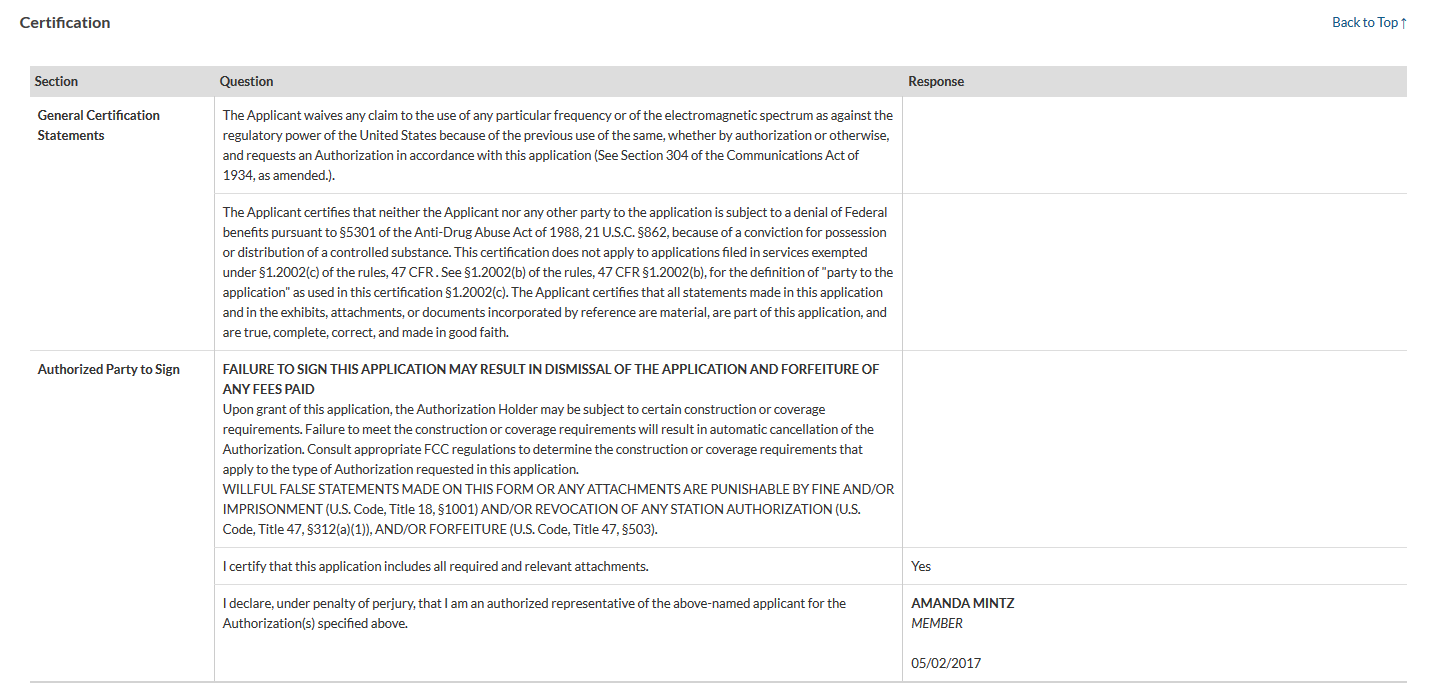 Certification
Back to Top ↑
Section Question Response
General Certification
Statements
The Applicant waives any claim to the use of any particular frequency or of the electromagnetic spectrum as against the
regulatory power of the United States because of the previous use of the same, whether by authorization or otherwise,
and requests an Authorization in accordance with this application (See Section 304 of the Communications Act of
1934, as amended.).
The Applicant certifies that neither the Applicant nor any other party to the application is subject to a denial of Federal
benefits pursuant to §5301 of the Anti-Drug Abuse Act of 1988, 21 U.S.C. §862, because of a conviction for possession
or distribution of a controlled substance. This certification does not apply to applications filed in services exempted
under §1.2002(c) of the rules, 47 CFR . See §1.2002(b) of the rules, 47 CFR §1.2002(b), for the definition of "party to the
application" as used in this certification §1.2002(c). The Applicant certifies that all statements made in this application
and in the exhibits, attachments, or documents incorporated by reference are material, are part of this application, and
are true, complete, correct, and made in good faith.
Authorized Party to Sign
FAILURE TO SIGN THIS APPLICATION MAY RESULT IN DISMISSAL OF THE APPLICATION AND FORFEITURE OF
ANY FEES PAID
Upon grant of this application, the Authorization Holder may be subject to certain construction or coverage
requirements. Failure to meet the construction or coverage requirements will result in automatic cancellation of the
Authorization. Consult appropriate FCC regulations to determine the construction or coverage requirements that
apply to the type of Authorization requested in this application.
WILLFUL FALSE STATEMENTS MADE ON THIS FORM OR ANY ATTACHMENTS ARE PUNISHABLE BY FINE AND/OR
IMPRISONMENT (U.S. Code, Title 18, §1001) AND/OR REVOCATION OF ANY STATION AUTHORIZATION (U.S.
Code, Title 47, §312(a)(1)), AND/OR FORFEITURE (U.S. Code, Title 47, §503).
I certify that this application includes all required and relevant attachments.
Yes
I declare, under penalty of perjury, that I am an authorized representative of the above-named applicant for the
Authorization(s) specified above.
AMANDA MINTZ
MEMBER
05/02/2017